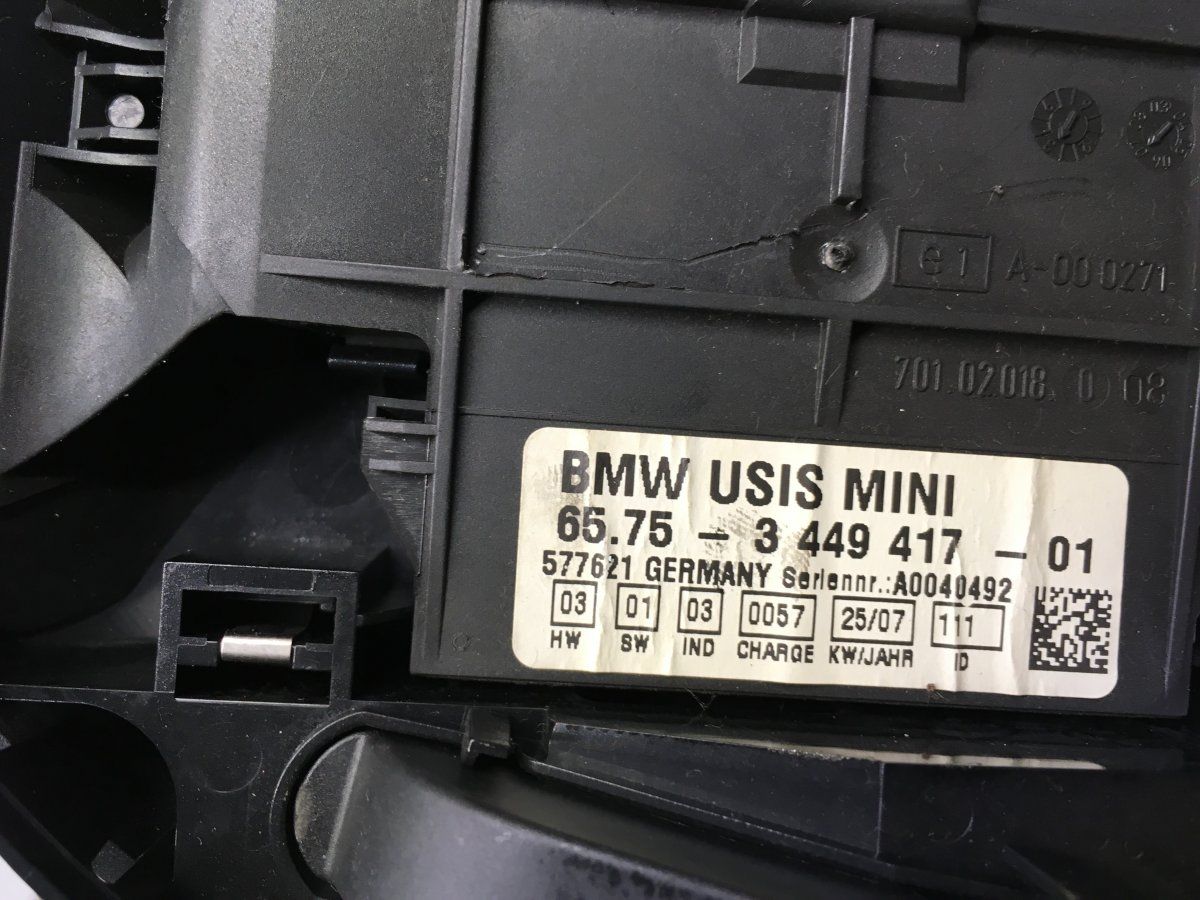 e1 A-00 0271
701.02018.0 08
BMW USIS MINI
65.75 - 3 449 417 - 01
577621 GERMANY Seriennr.:A0040492
03 01 03 0057 25/07 111
HW SW IND CHARGE KW/JAHR ID